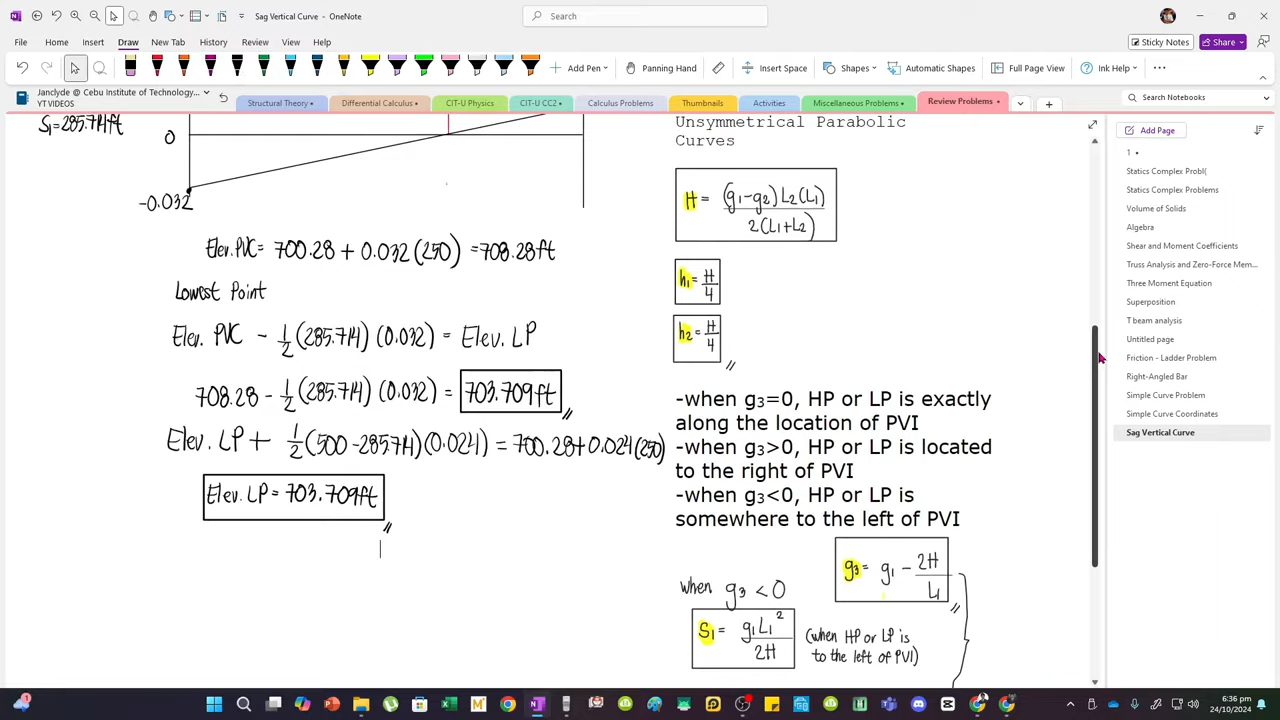 Sag Vertical Curve - OneNote
Search
File Home Insert Draw New Tab History Review View Help
Sticky Notes
Share
Add Pen
Panning Hand
Insert Space
Shapes
Automatic Shapes
Full Page View
Ink Help
Janclyde @ Cebu Institute of Technology...
YT VIDEOS
Structural Theory
Differential Calculus
CIT-U Physics
CIT-U CC2
Calculus Problems
Thumbnails
Activities
Miscellaneous Problems
Review Problems
Search Notebooks
Add Page
1
Statics Complex Probl(
Statics Complex Problems
Volume of Solids
Algebra
Shear and Moment Coefficients
Truss Analysis and Zero-Force Mem...
Three Moment Equation
Superposition
T beam analysis
Untitled page
Friction - Ladder Problem
Right-Angled Bar
Simple Curve Problem
Simple Curve Coordinates
Sag Vertical Curve
S₁=285.714ft
0
-0.032
Elev.PVC= 700.28 + 0.032 (250) =708.28ft
Lowest Point
Elev. PVC - 1/2 (285.714) (0.032) = Elev. LP
708.28 - 1/2 (285.714) (0.032) = 703.709ft
Elev. LP + 1/2 (500-285.714)(0.024) = 700.28+0.024(250)
Elev. LP = 703.709ft
Unsymmetrical Parabolic
Curves
H = (g₁-g₂) L₂(L₁) / 2(L₁+L₂)
h₁ = H/4
h₂ = H/4
-when g₃=0, HP or LP is exactly
along the location of PVI
-when g₃>0, HP or LP is located
to the right of PVI
-when g₃<0, HP or LP is
somewhere to the left of PVI
g₃ = g₁ - 2H/L₁
when g₃ < 0
S₁ = g₁L₁² / 2H
(when HP or LP is
to the left of PVI)
6:36 pm
24/10/2024